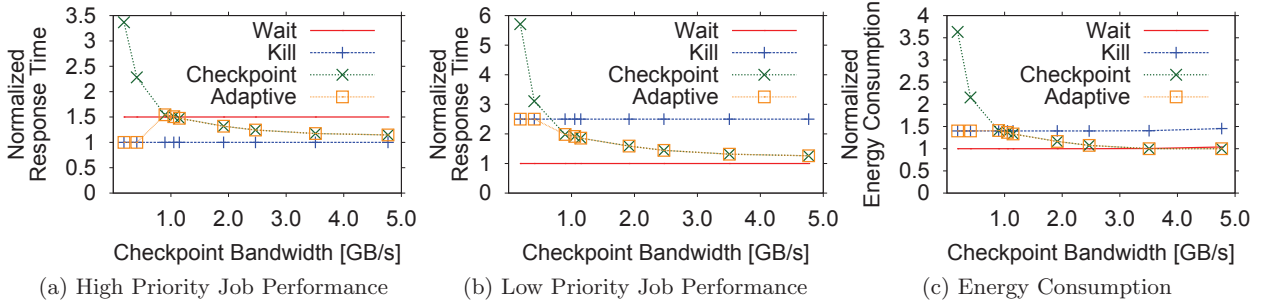 Normalized
Response Time
3.5
3
2.5
2
1.5
1
0.5
0
Wait
Kill
Checkpoint
Adaptive
1.0 2.0 3.0 4.0 5.0
Checkpoint Bandwidth [GB/s]
(a) High Priority Job Performance
Normalized
Response Time
6
5
4
3
2
1
0
Wait
Kill
Checkpoint
Adaptive
1.0 2.0 3.0 4.0 5.0
Checkpoint Bandwidth [GB/s]
(b) Low Priority Job Performance
Normalized
Energy Consumption
4
3.5
3
2.5
2
1.5
1
0.5
0
Wait
Kill
Checkpoint
Adaptive
1.0 2.0 3.0 4.0 5.0
Checkpoint Bandwidth [GB/s]
(c) Energy Consumption